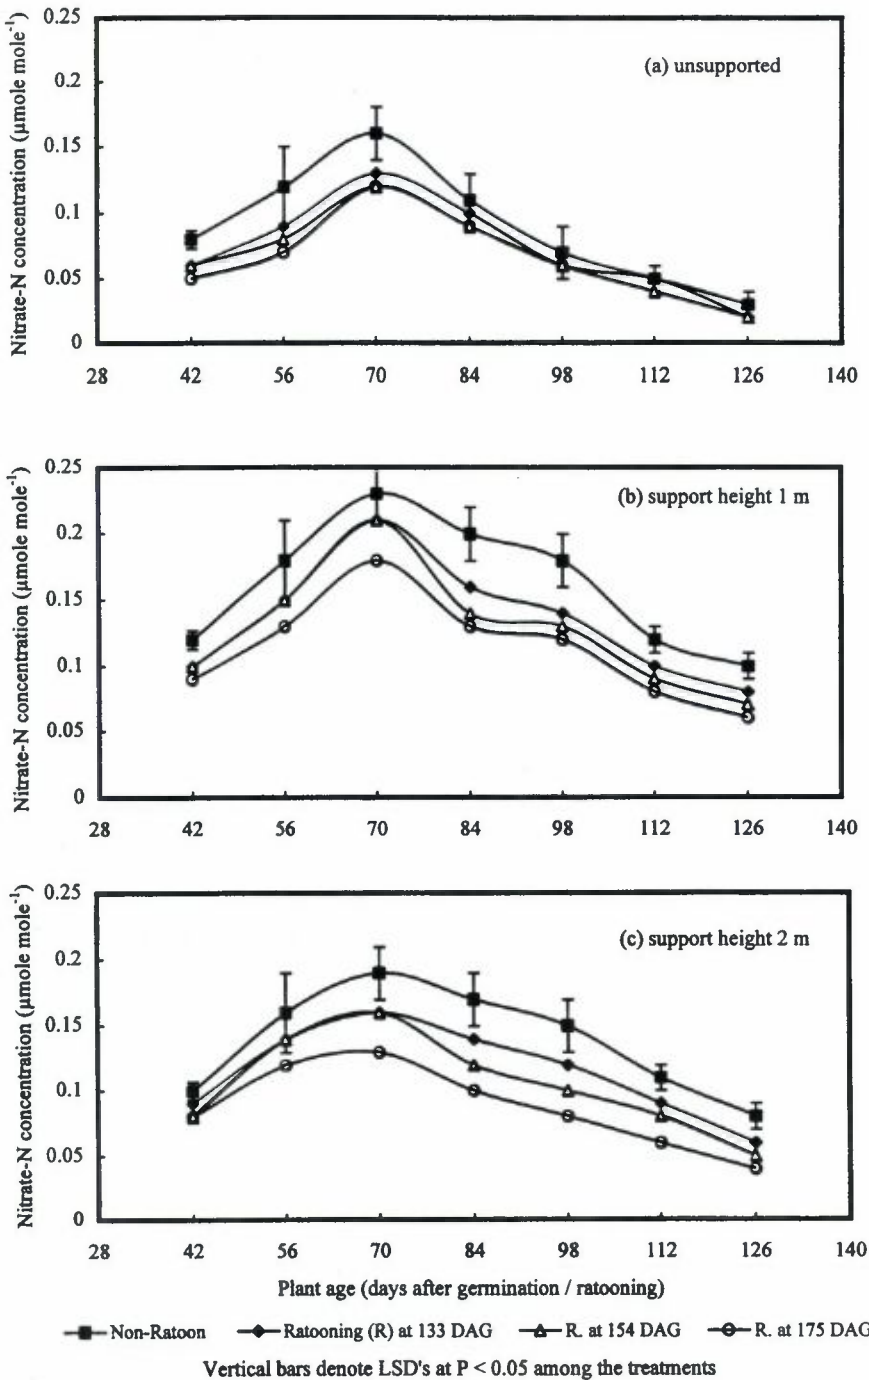 Nitrate-N concentration (µmole mole⁻¹)
0.25
0.2
0.15
0.1
0.05
0
(a) unsupported
28 42 56 70 84 98 112 126 140
Nitrate-N concentration (µmole mole⁻¹)
0.25
0.2
0.15
0.1
0.05
0
(b) support height 1 m
28 42 56 70 84 98 112 126 140
Nitrate-N concentration (µmole mole⁻¹)
0.25
0.2
0.15
0.1
0.05
0
(c) support height 2 m
28 42 56 70 84 98 112 126 140
Plant age (days after germination / ratooning)
Non-Ratoon Ratooning (R) at 133 DAG R. at 154 DAG R. at 175 DAG
Vertical bars denote LSD's at P < 0.05 among the treatments